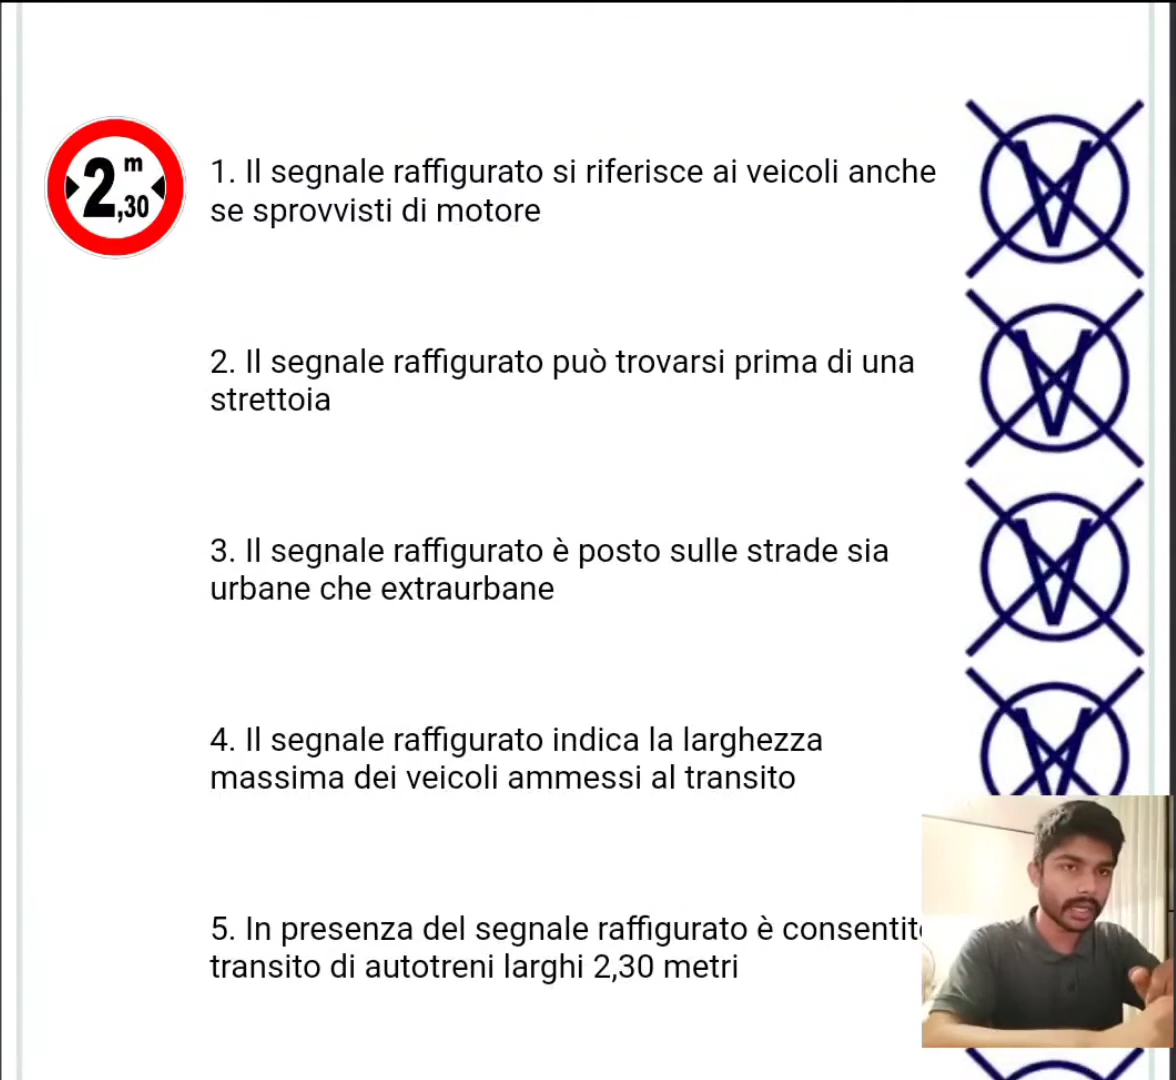 2 m
,30
1. Il segnale raffigurato si riferisce ai veicoli anche
se sprovvisti di motore
V
2. Il segnale raffigurato può trovarsi prima di una
strettoia
V
3. Il segnale raffigurato è posto sulle strade sia
urbane che extraurbane
V
4. Il segnale raffigurato indica la larghezza
massima dei veicoli ammessi al transito
V
5. In presenza del segnale raffigurato è
transito di autotreni larghi 2,30 metri